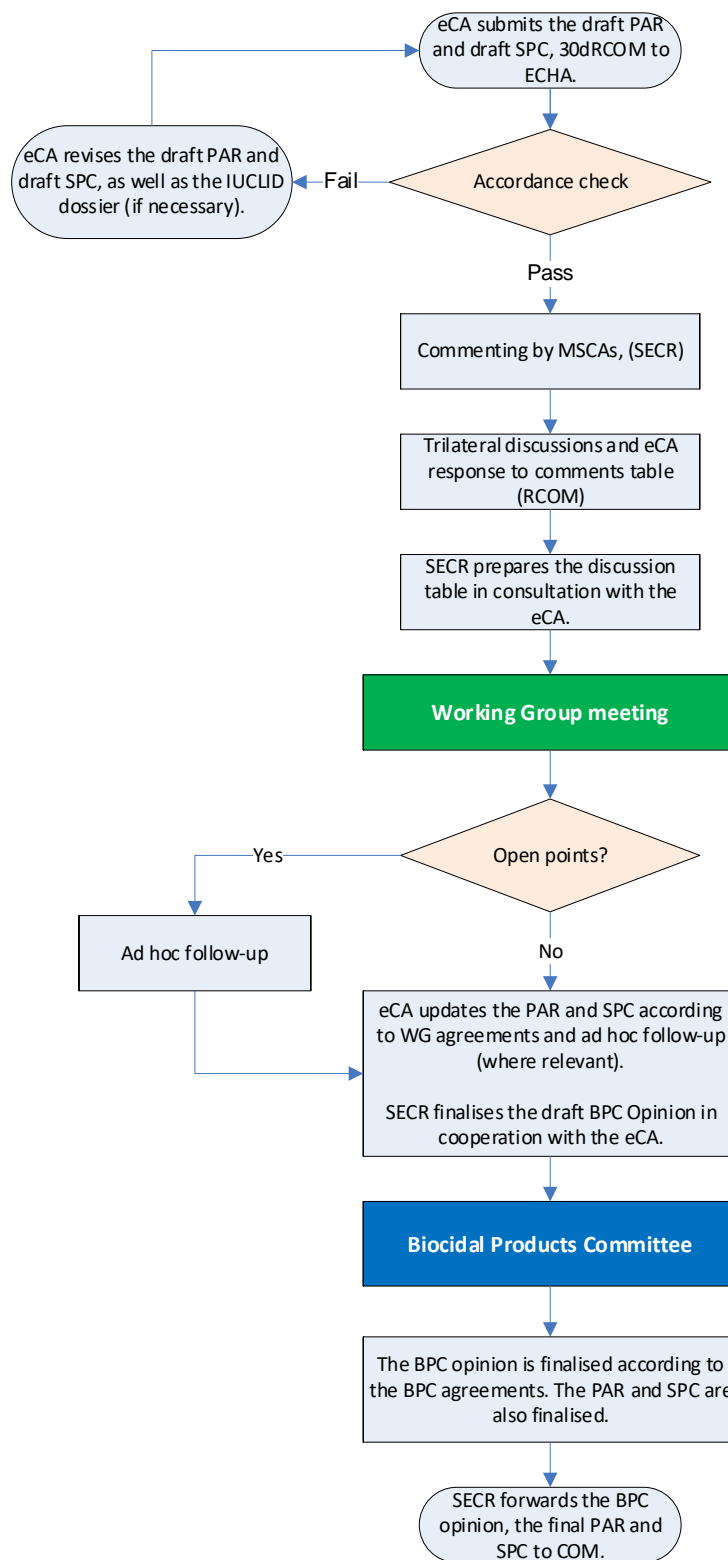 eCA submits the draft PAR
and draft SPC, 30dRCOM to
ECHA.
eCA revises the draft PAR and
draft SPC, as well as the IUCLID
dossier (if necessary).
Fail
Accordance check
Pass
Commenting by MSCAs, (SECR)
Trilateral discussions and eCA
response to comments table
(RCOM)
SECR prepares the discussion
table in consultation with the
eCA.
Working Group meeting
Yes
Open points?
Ad hoc follow-up
No
eCA updates the PAR and SPC according
to WG agreements and ad hoc follow-up
(where relevant).
SECR finalises the draft BPC Opinion in
cooperation with the eCA.
Biocidal Products Committee
The BPC opinion is finalised according to
the BPC agreements. The PAR and SPC are
also finalised.
SECR forwards the BPC
opinion, the final PAR and
SPC to COM.